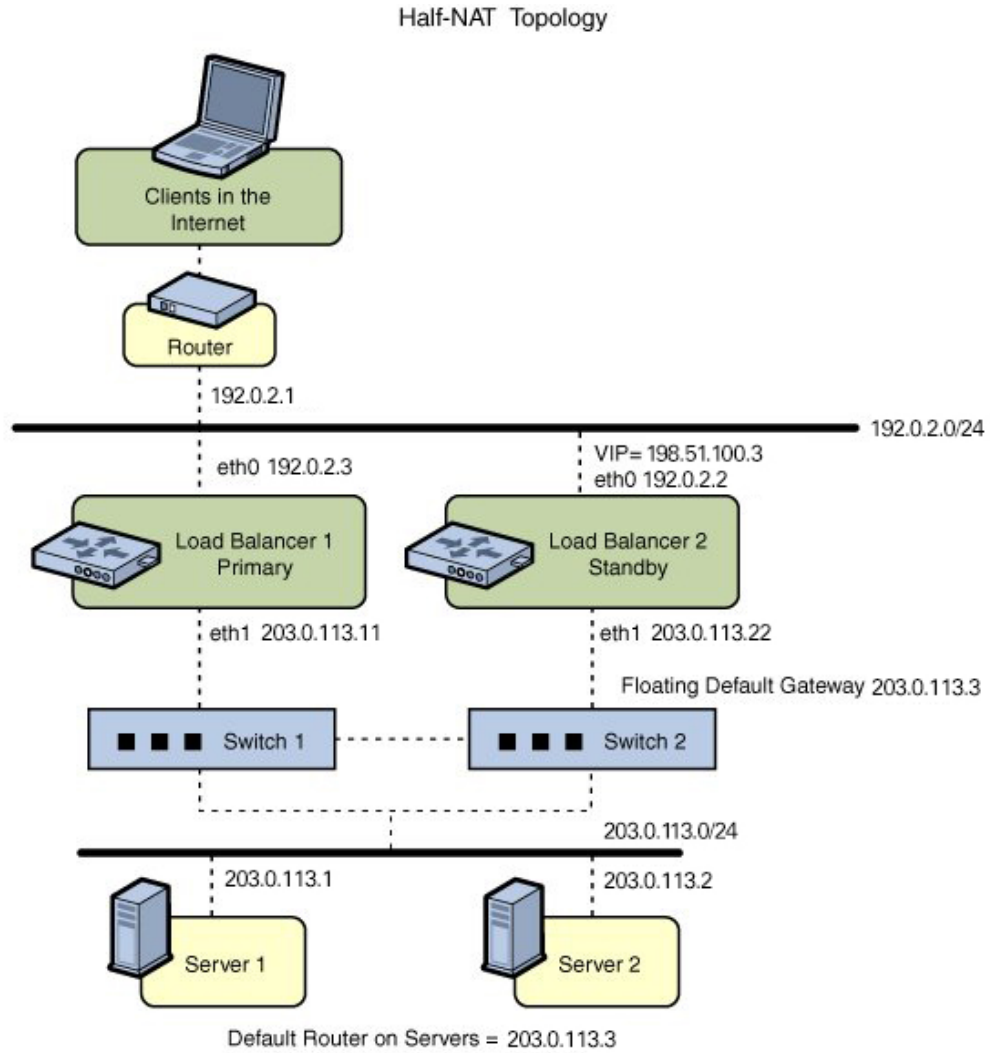 Half-NAT Topology
Clients in the
Internet
Router
192.0.2.1
192.0.2.0/24
eth0 192.0.2.3
VIP= 198.51.100.3
eth0 192.0.2.2
Load Balancer 1
Primary
Load Balancer 2
Standby
eth1 203.0.113.11
eth1 203.0.113.22
Floating Default Gateway 203.0.113.3
Switch 1
Switch 2
203.0.113.0/24
203.0.113.1
203.0.113.2
Server 1
Server 2
Default Router on Servers = 203.0.113.3